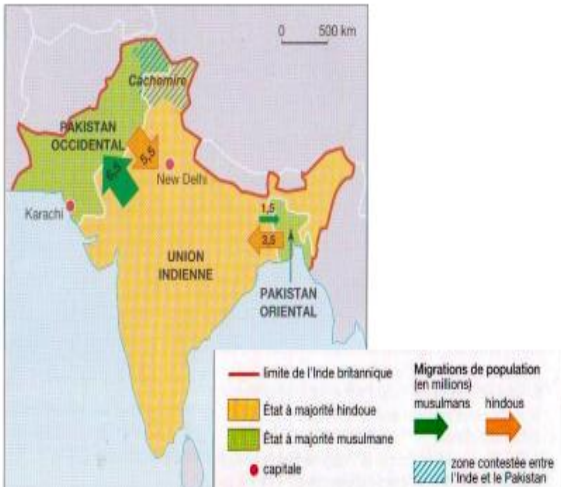 0 500 km
Cachemire
PAKISTAN
OCCIDENTAL
5,5
6,5
New Delhi
Karachi
1,5
3,5
UNION
INDIENNE
PAKISTAN
ORIENTAL
limite de l'Inde britannique
État à majorité hindoue
État à majorité musulmane
capitale
Migrations de population
(en millions)
musulmans hindous
zone contestée entre
l'Inde et le Pakistan